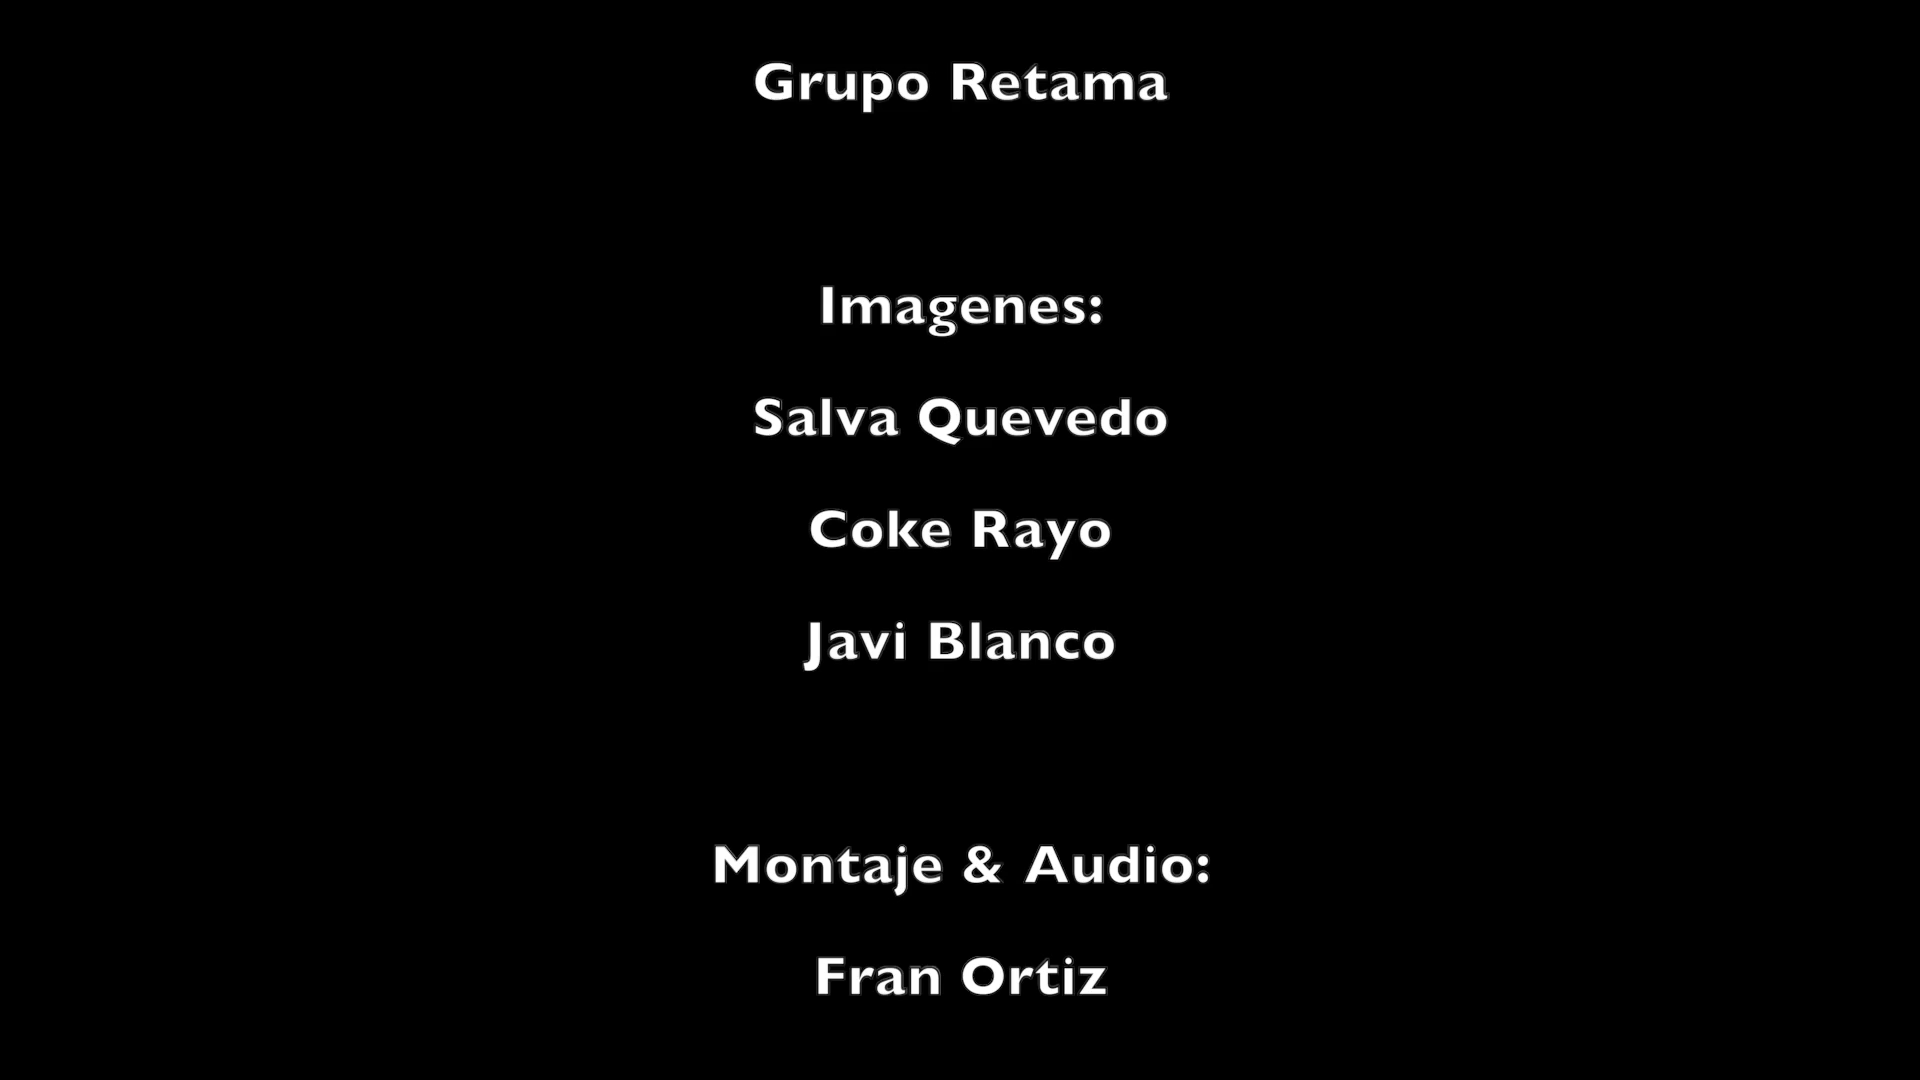 Grupo Retama
Imagenes:
Salva Quevedo
Coke Rayo
Javi Blanco
Montaje & Audio:
Fran Ortiz